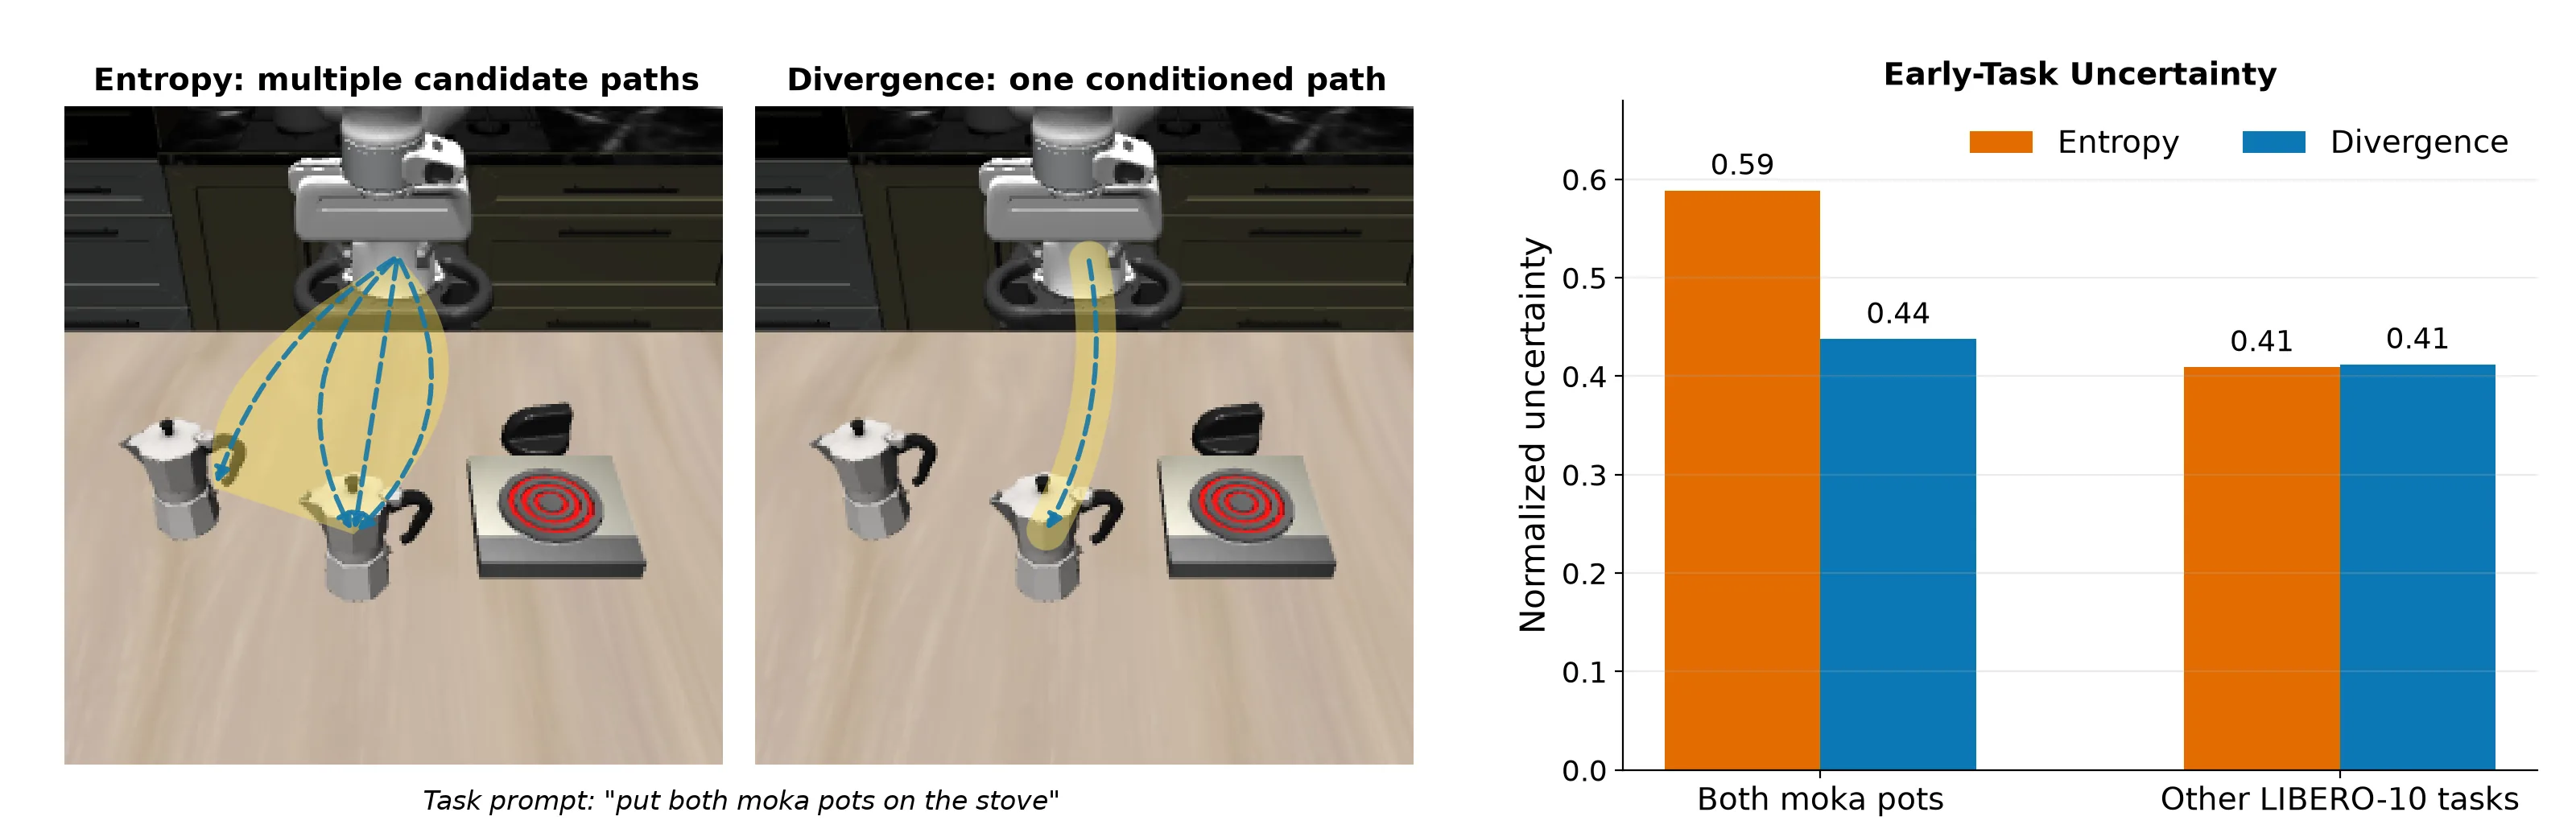 Entropy: multiple candidate paths
Divergence: one conditioned path
Task prompt: "put both moka pots on the stove"
Early-Task Uncertainty
Entropy
Divergence
Normalized uncertainty
0.6
0.5
0.4
0.3
0.2
0.1
0.0
0.59
0.44
0.41
0.41
Both moka pots
Other LIBERO-10 tasks